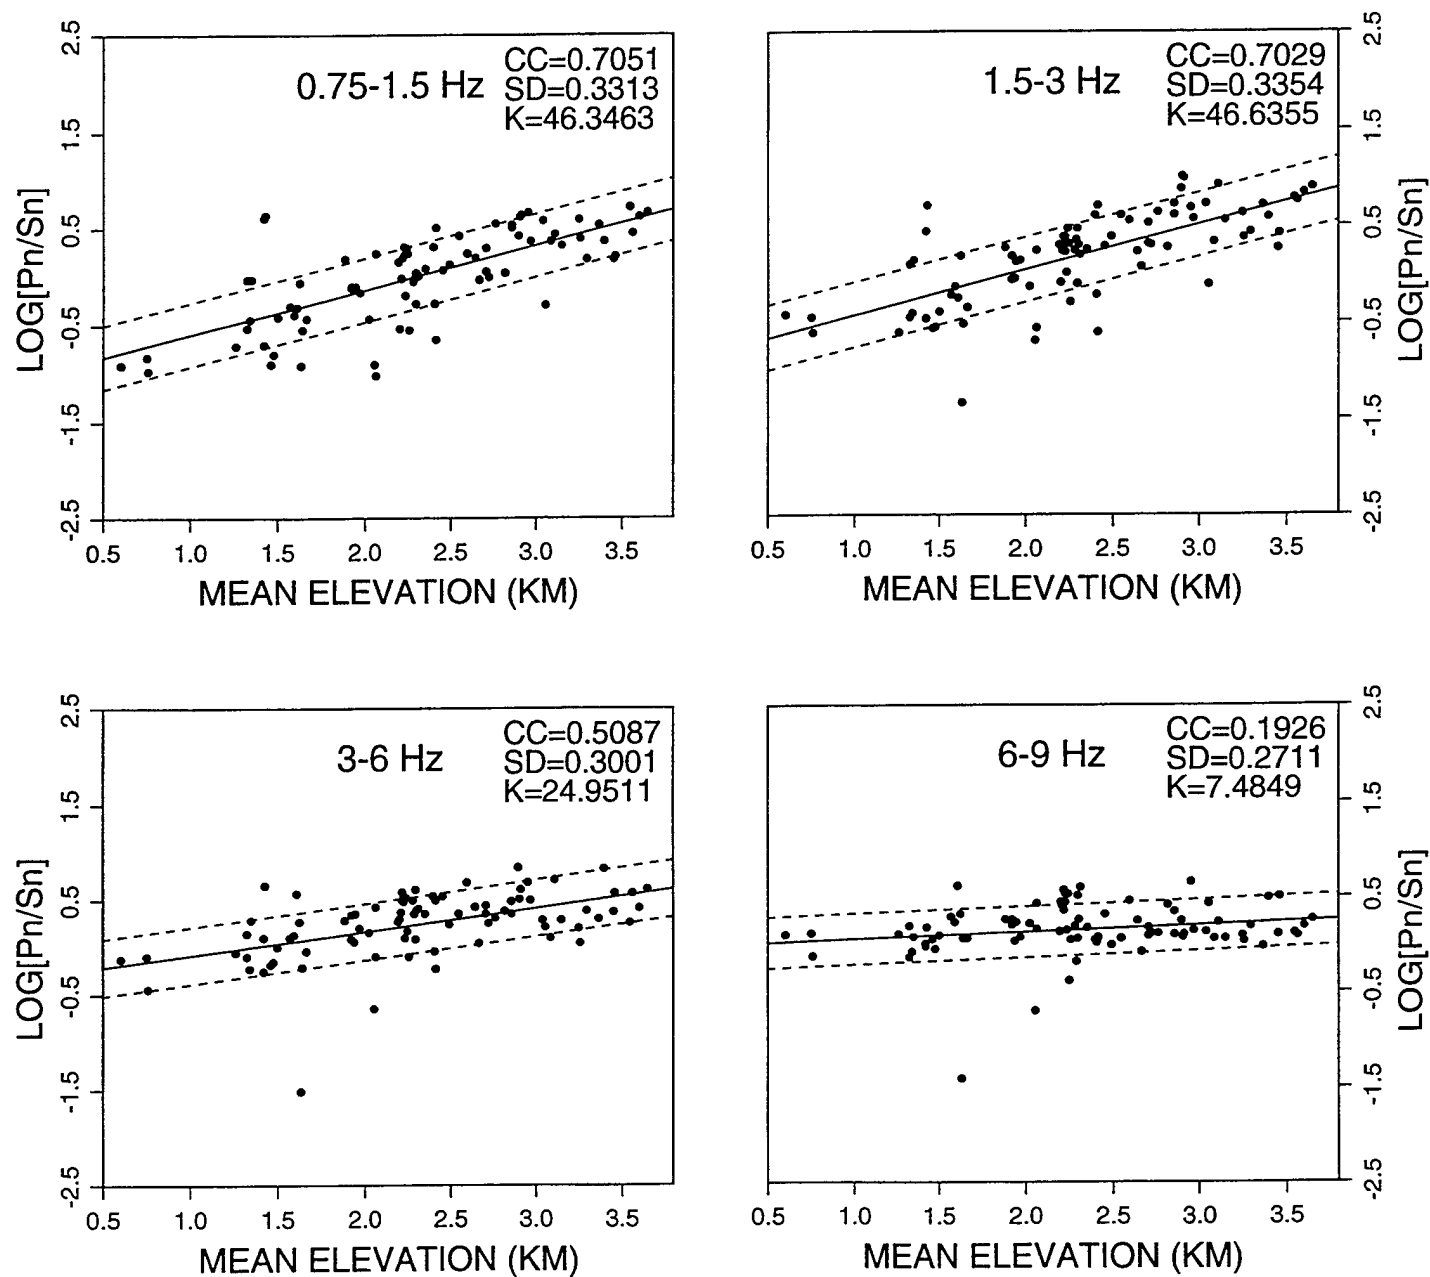 0.75-1.5 Hz
CC=0.7051
SD=0.3313
K=46.3463
LOG[Pn/Sn]
2.5
1.5
0.5
-0.5
-1.5
-2.5
0.5 1.0 1.5 2.0 2.5 3.0 3.5
MEAN ELEVATION (KM)
1.5-3 Hz
CC=0.7029
SD=0.3354
K=46.6355
LOG[Pn/Sn]
2.5
1.5
0.5
-0.5
-1.5
-2.5
0.5 1.0 1.5 2.0 2.5 3.0 3.5
MEAN ELEVATION (KM)
3-6 Hz
CC=0.5087
SD=0.3001
K=24.9511
LOG[Pn/Sn]
2.5
1.5
0.5
-0.5
-1.5
-2.5
0.5 1.0 1.5 2.0 2.5 3.0 3.5
MEAN ELEVATION (KM)
6-9 Hz
CC=0.1926
SD=0.2711
K=7.4849
LOG[Pn/Sn]
2.5
1.5
0.5
-0.5
-1.5
-2.5
0.5 1.0 1.5 2.0 2.5 3.0 3.5
MEAN ELEVATION (KM)